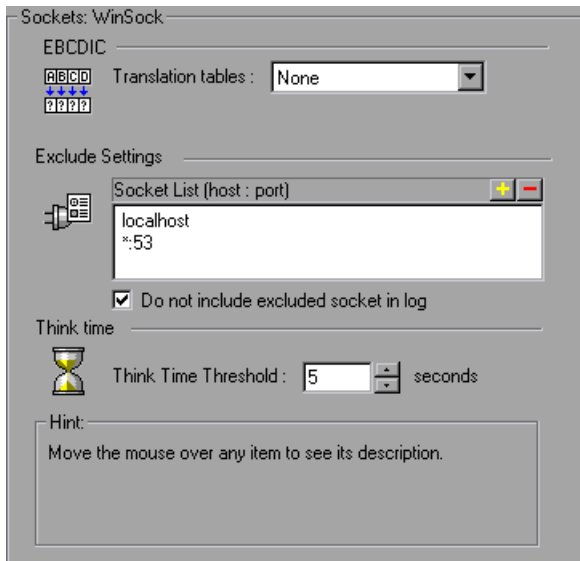 Sockets: WinSock
EBCDIC
A B C D
? ? ? ?
Translation tables :
None
Exclude Settings
Socket List (host : port)
localhost
*:53
Do not include excluded socket in log
Think time
Think Time Threshold :
5
seconds
Hint:
Move the mouse over any item to see its description.